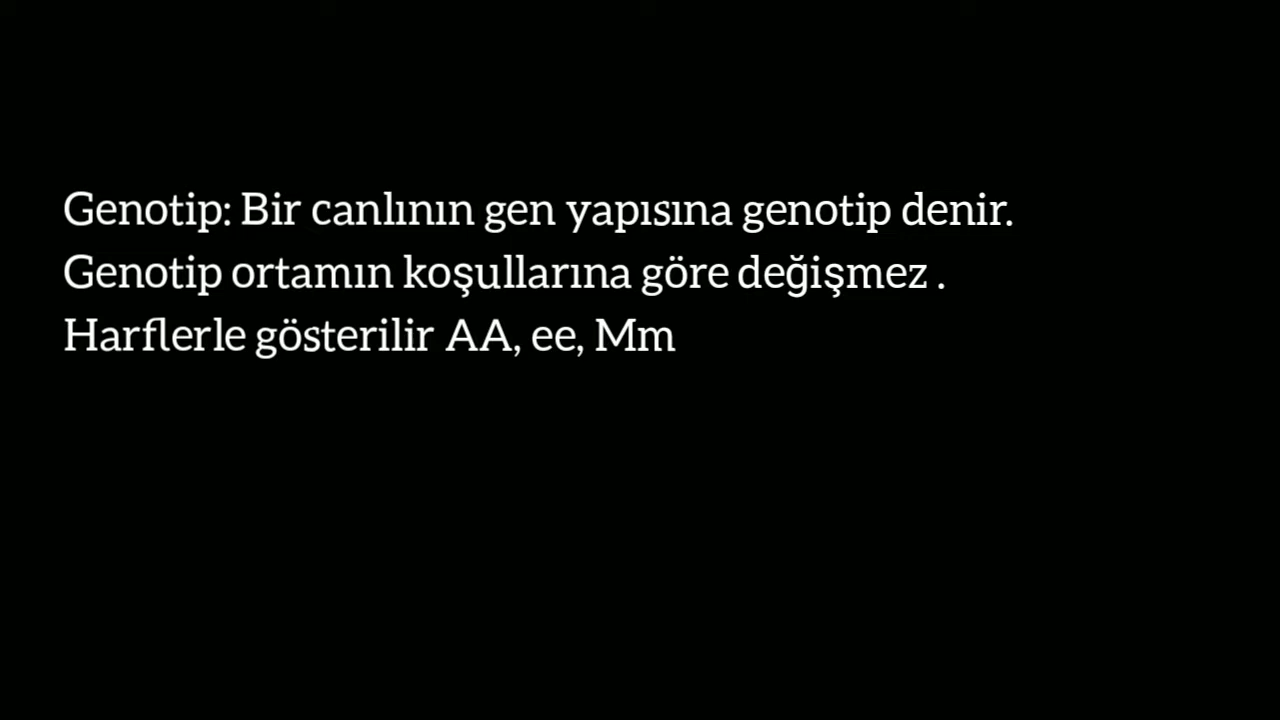 Genotip: Bir canlının gen yapısına genotip denir.
Genotip ortamın koşullarına göre değişmez .
Harflerle gösterilir AA, ee, Mm